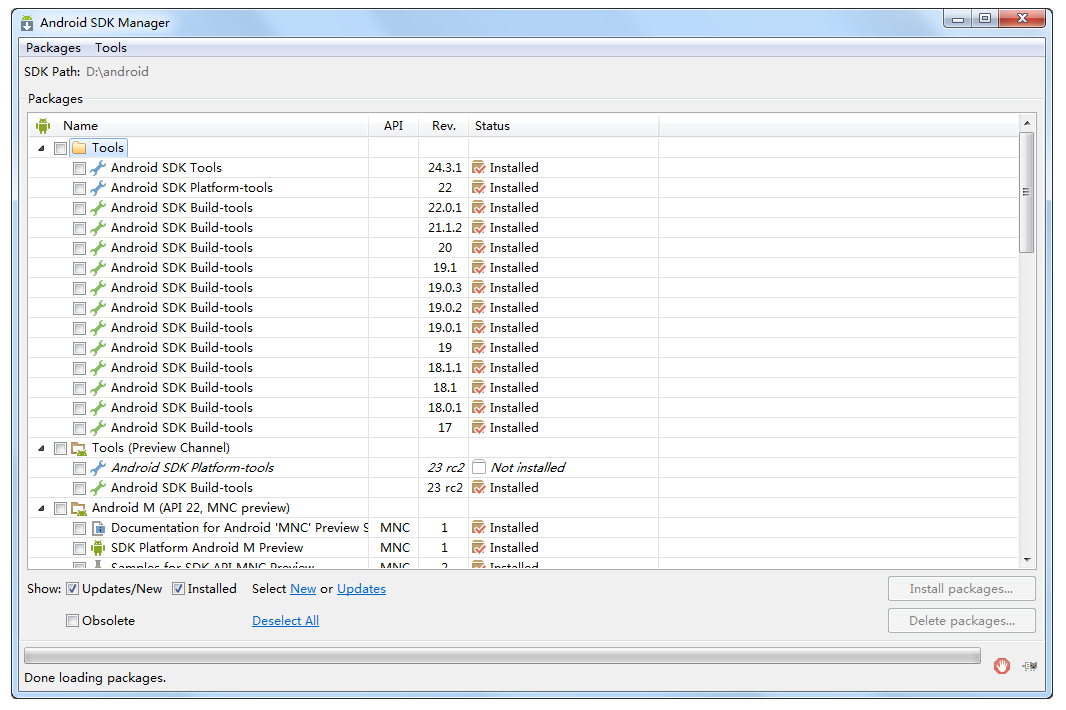 Android SDK Manager
Packages Tools
SDK Path: D:\android
Packages
Name API Rev. Status
Tools
Android SDK Tools 24.3.1 Installed
Android SDK Platform-tools 22 Installed
Android SDK Build-tools 22.0.1 Installed
Android SDK Build-tools 21.1.2 Installed
Android SDK Build-tools 20 Installed
Android SDK Build-tools 19.1 Installed
Android SDK Build-tools 19.0.3 Installed
Android SDK Build-tools 19.0.2 Installed
Android SDK Build-tools 19.0.1 Installed
Android SDK Build-tools 19 Installed
Android SDK Build-tools 18.1.1 Installed
Android SDK Build-tools 18.1 Installed
Android SDK Build-tools 18.0.1 Installed
Android SDK Build-tools 17 Installed
Tools (Preview Channel)
Android SDK Platform-tools 23 rc2 Not installed
Android SDK Build-tools 23 rc2 Installed
Android M (API 22, MNC preview)
Documentation for Android 'MNC' Preview S MNC 1 Installed
SDK Platform Android M Preview MNC 1 Installed
Samples for SDK API MNC Preview MNC 2 Installed
Show: Updates/New Installed Select New or Updates Install packages...
Obsolete Deselect All Delete packages...
Done loading packages.